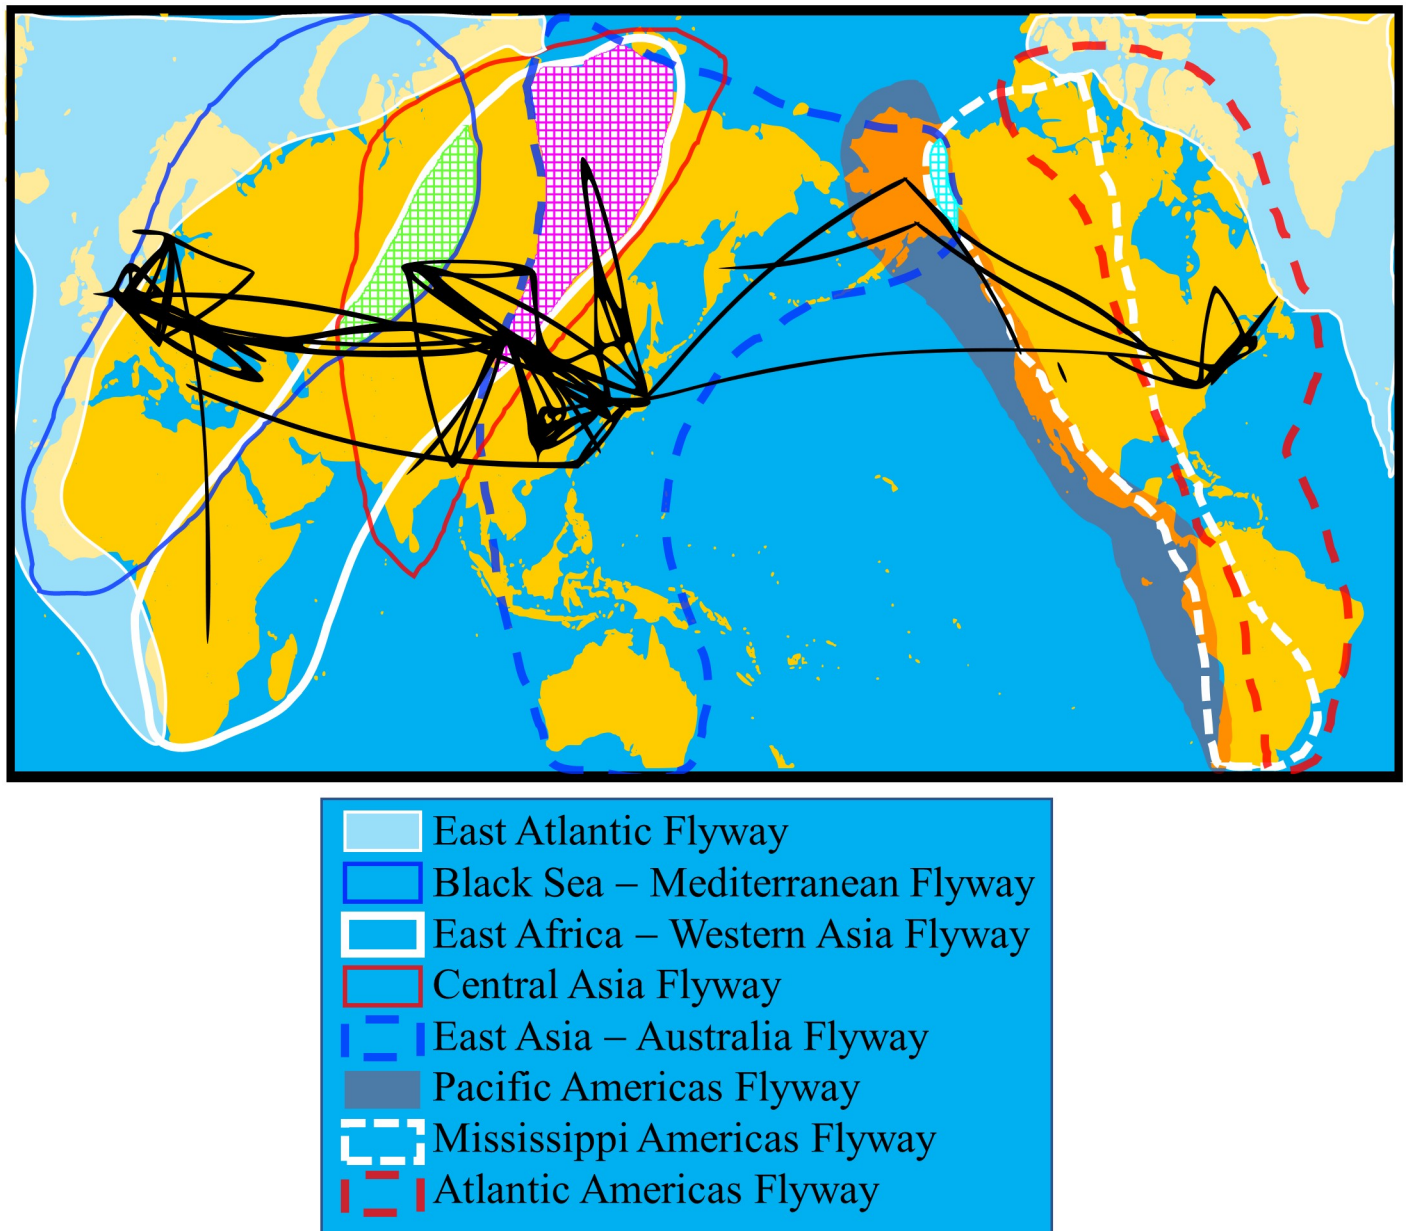 East Atlantic Flyway
Black Sea – Mediterranean Flyway
East Africa – Western Asia Flyway
Central Asia Flyway
East Asia – Australia Flyway
Pacific Americas Flyway
Mississippi Americas Flyway
Atlantic Americas Flyway